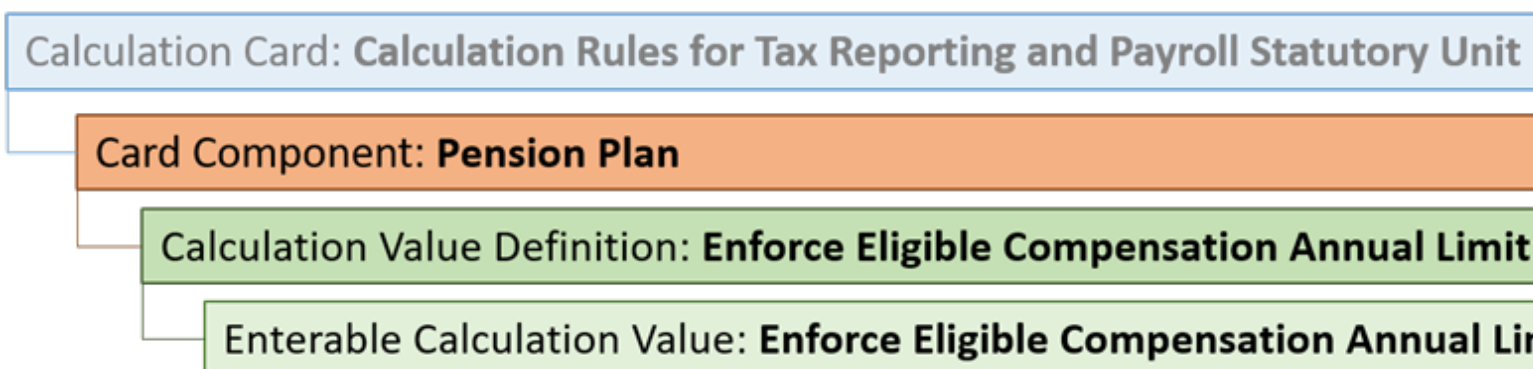 Calculation Card: Calculation Rules for Tax Reporting and Payroll Statutory Unit
Card Component: Pension Plan
Calculation Value Definition: Enforce Eligible Compensation Annual Limit
Enterable Calculation Value: Enforce Eligible Compensation Annual